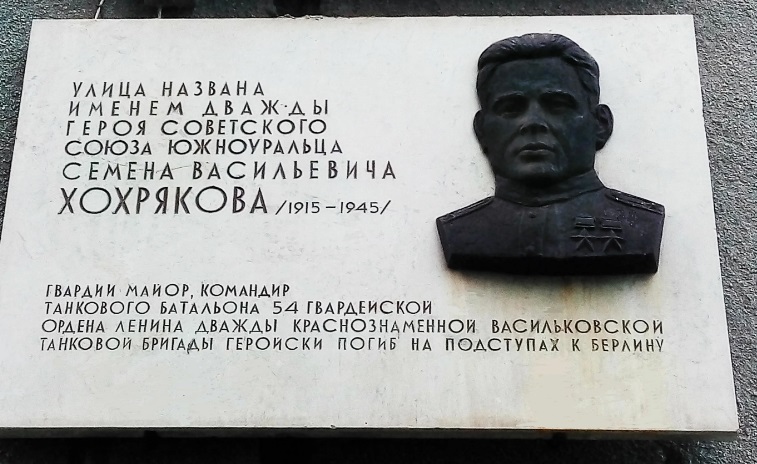 УЛИЦА НАЗВАНА
ИМЕНЕМ ДВАЖДЫ
ГЕРОЯ СОВЕТСКОГО
СОЮЗА ЮЖНОУРАЛЬЦА
СЕМЕНА ВАСИЛЬЕВИЧА
ХОХРЯКОВА /1915-1945/
ГВАРДИИ МАЙОР, КОМАНДИР
ТАНКОВОГО БАТАЛЬОНА 54 ГВАРДЕЙСКОЙ
ОРДЕНА ЛЕНИНА ДВАЖДЫ КРАСНОЗНАМЕННОЙ ВАСИЛЬКОВСКОЙ
ТАНКОВОЙ БРИГАДЫ ГЕРОЙСКИ ПОГИБ НА ПОДСТУПАХ К БЕРЛИНУ